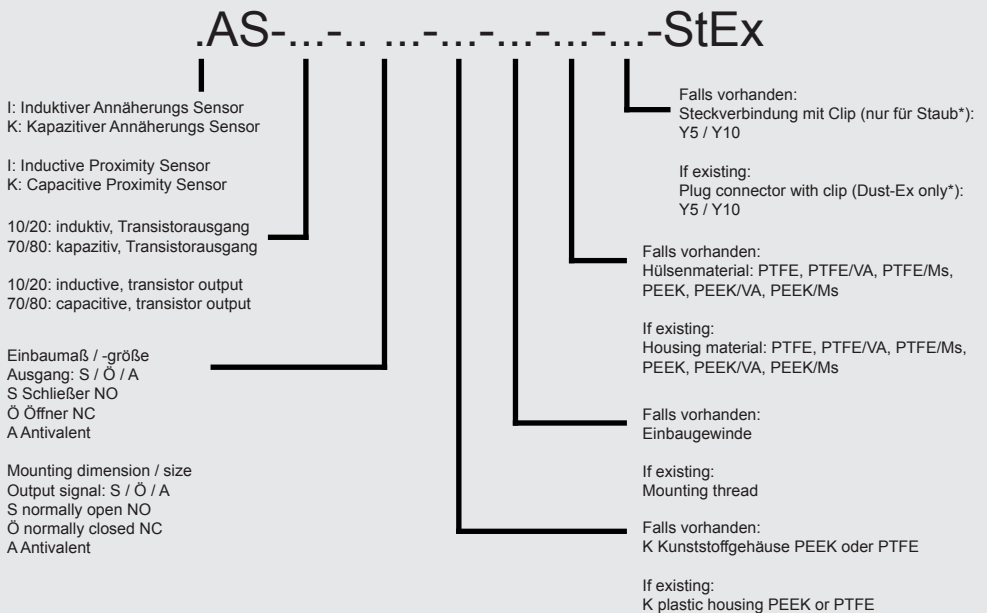 .AS-...-.. ...-...-...-...-...-StEx
I: Induktiver Annäherungs Sensor
K: Kapazitiver Annäherungs Sensor
I: Inductive Proximity Sensor
K: Capacitive Proximity Sensor
10/20: induktiv, Transistorausgang
70/80: kapazitiv, Transistorausgang
10/20: inductive, transistor output
70/80: capacitive, transistor output
Einbaumaß / -größe
Ausgang: S / Ö / A
S Schließer NO
Ö Öffner NC
A Antivalent
Mounting dimension / size
Output signal: S / Ö / A
S normally open NO
Ö normally closed NC
A Antivalent
Falls vorhanden:
Steckverbindung mit Clip (nur für Staub*):
Y5 / Y10
If existing:
Plug connector with clip (Dust-Ex only*):
Y5 / Y10
Falls vorhanden:
Hülsenmaterial: PTFE, PTFE/VA, PTFE/Ms,
PEEK, PEEK/VA, PEEK/Ms
If existing:
Housing material: PTFE, PTFE/VA, PTFE/Ms,
PEEK, PEEK/VA, PEEK/Ms
Falls vorhanden:
Einbaugewinde
If existing:
Mounting thread
Falls vorhanden:
K Kunststoffgehäuse PEEK oder PTFE
If existing:
K plastic housing PEEK or PTFE